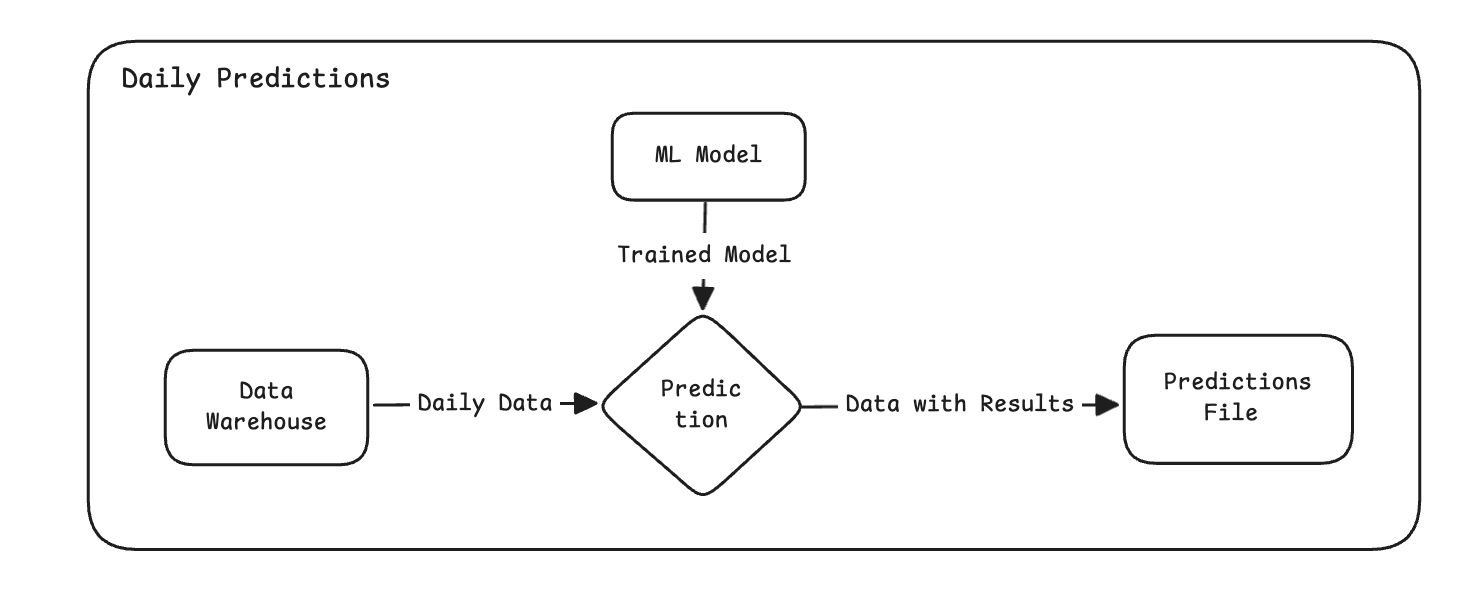 Daily Predictions
ML Model
Trained Model
Data
Warehouse
Daily Data
Predic
tion
Data with Results
Predictions
File